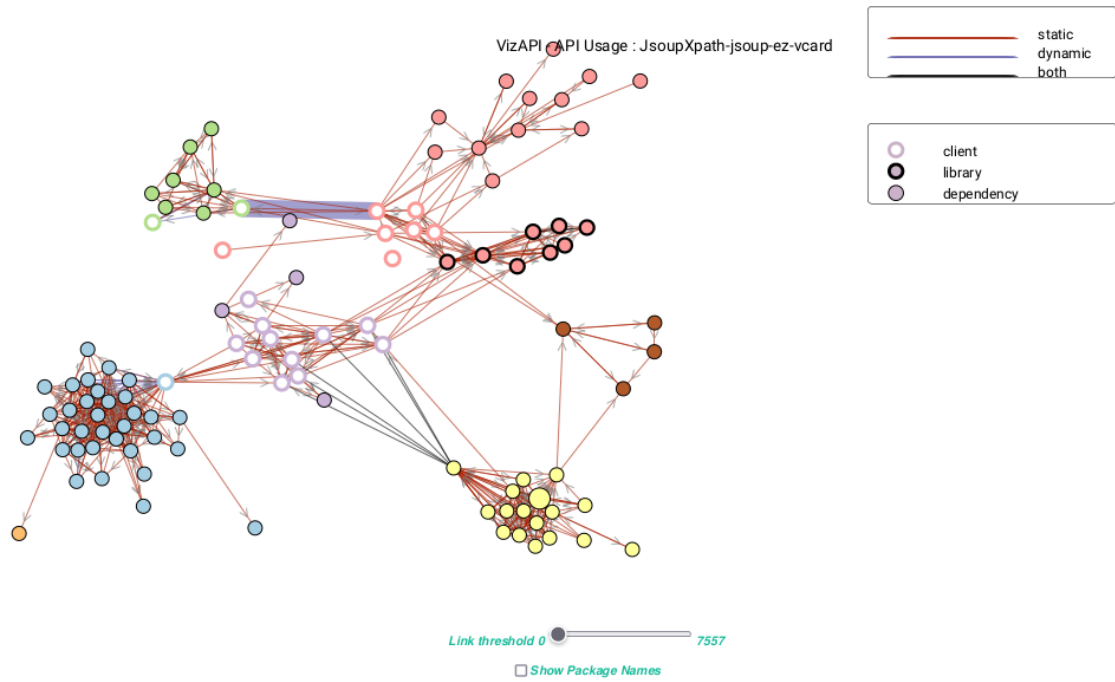 VizAPI - API Usage : JsoupXpath-jsoup-ez-vcard
static
dynamic
both
client
library
dependency
Link threshold 0 7557
Show Package Names